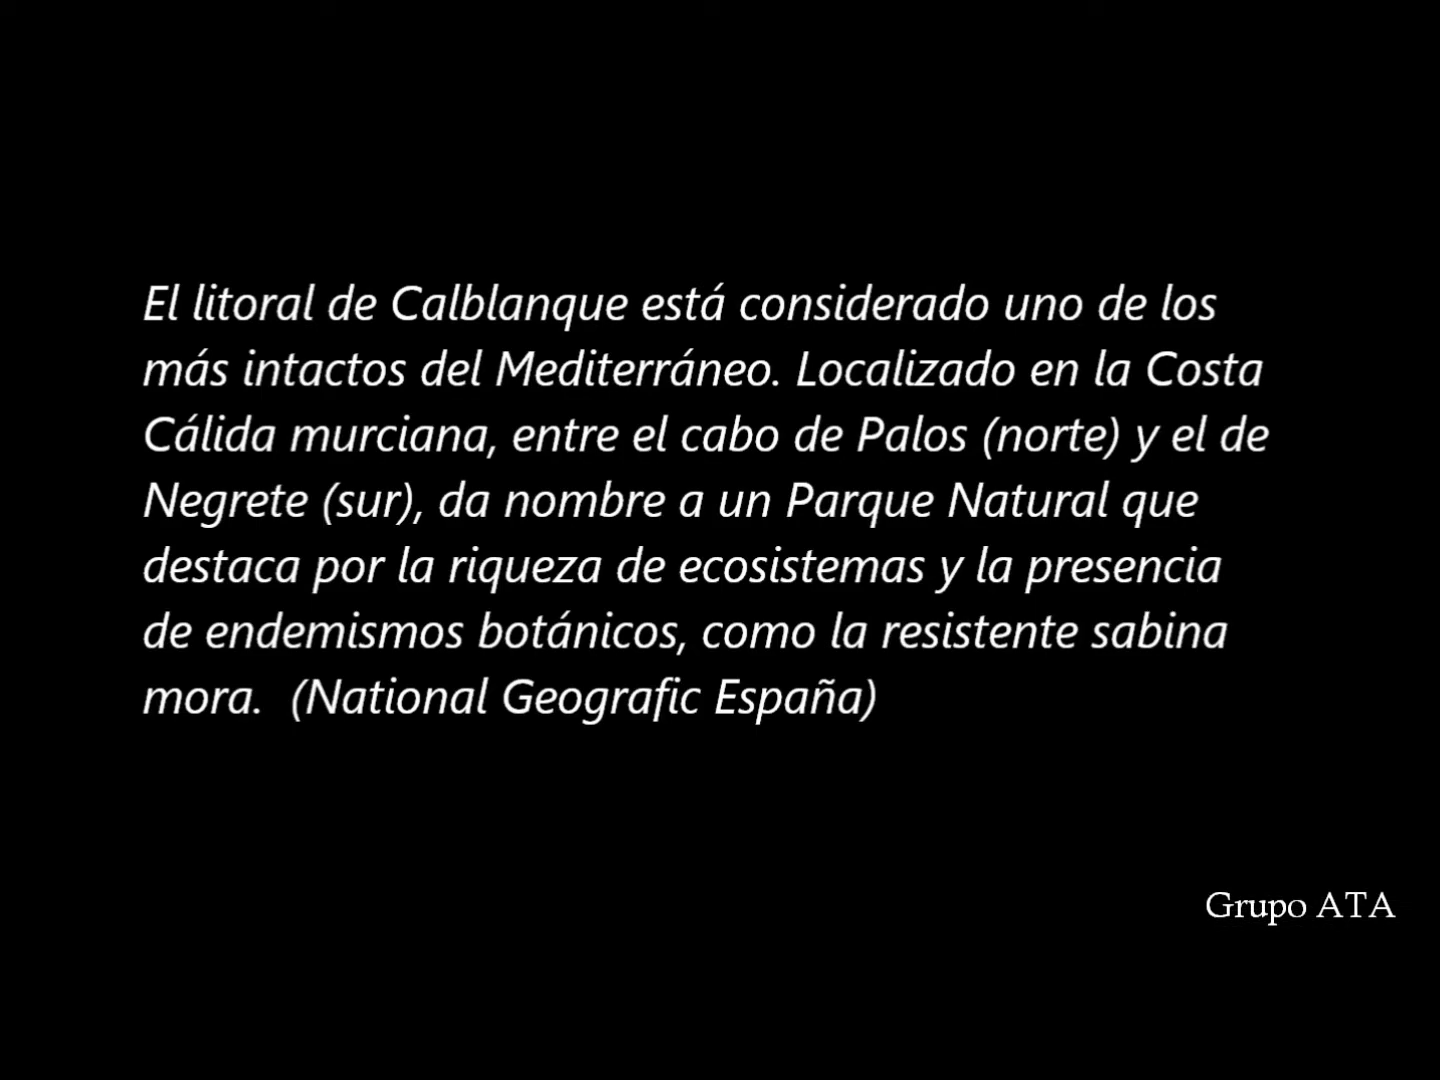 El litoral de Calblanque está considerado uno de los
más intactos del Mediterráneo. Localizado en la Costa
Cálida murciana, entre el cabo de Palos (norte) y el de
Negrete (sur), da nombre a un Parque Natural que
destaca por la riqueza de ecosistemas y la presencia
de endemismos botánicos, como la resistente sabina
mora.  (National Geografic España)
Grupo ATA